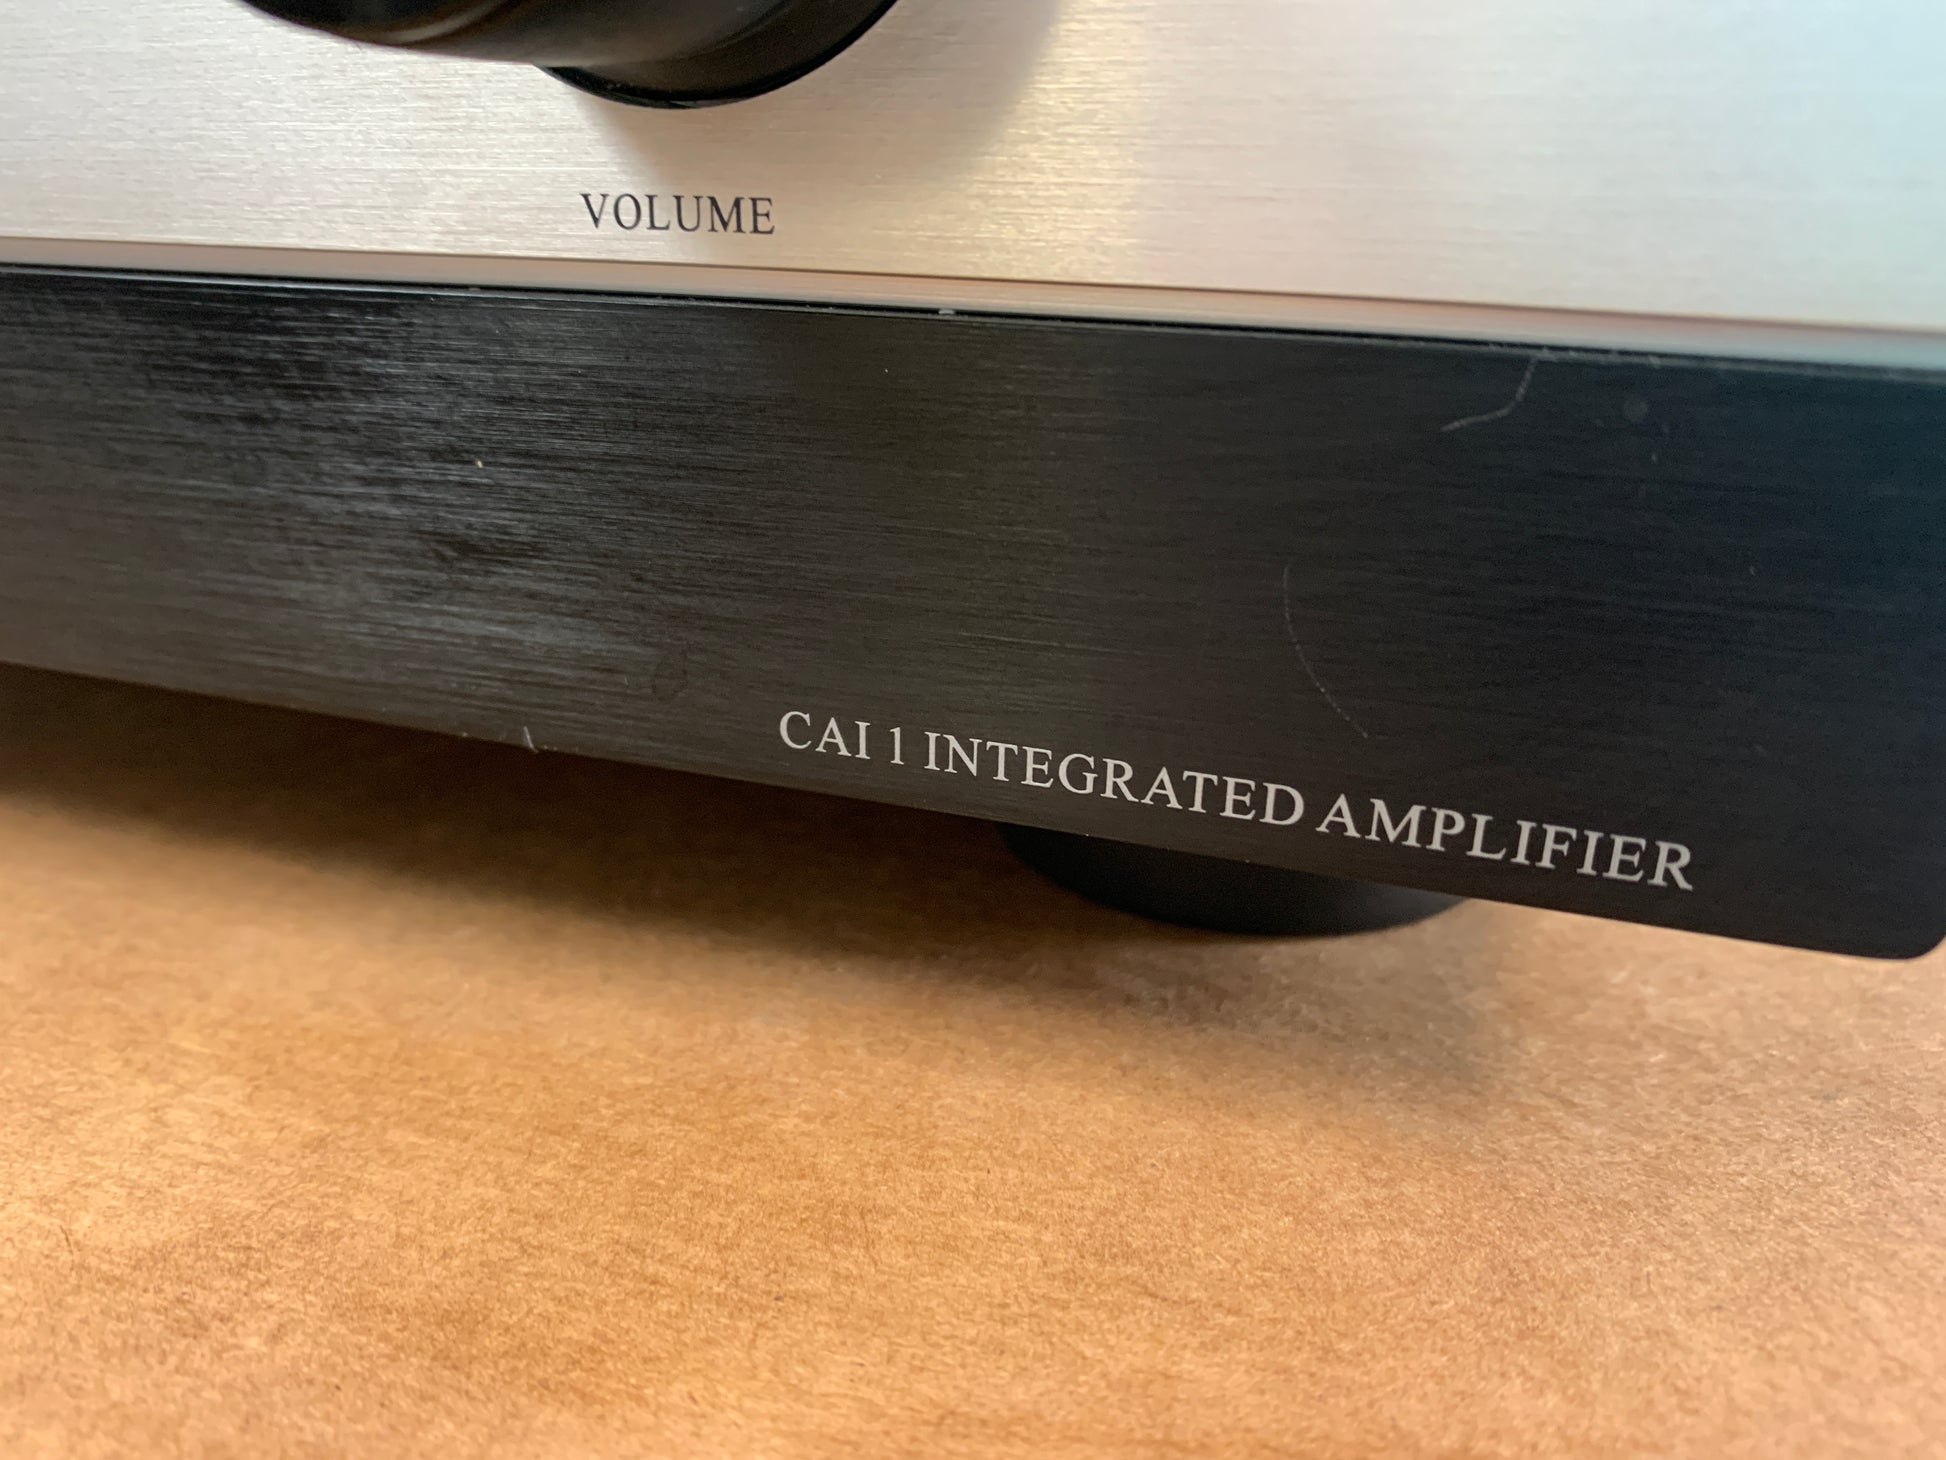 VOLUME
CAI 1 INTEGRATED AMPLIFIER